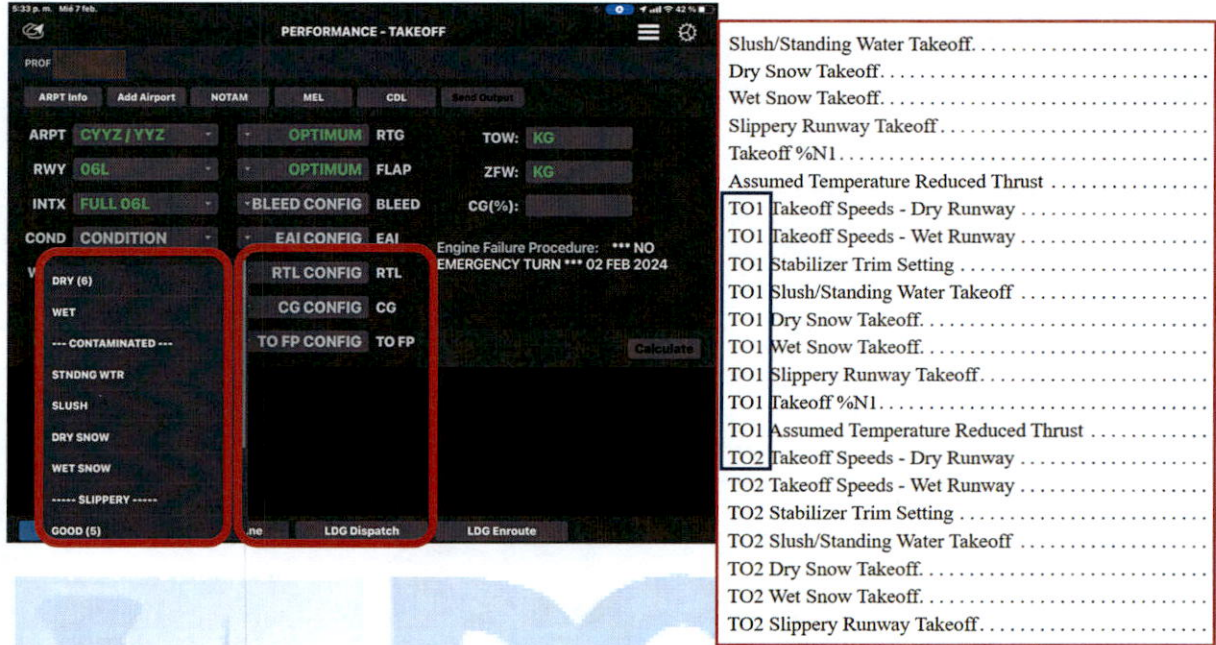 5:33 p. m. Mié 7 feb.
42 %
PERFORMANCE - TAKEOFF
PROF
ARPT Info Add Airport NOTAM MEL CDL Send Output
ARPT CYYZ / YYZ OPTIMUM RTG TOW: KG
RWY 06L OPTIMUM FLAP ZFW: KG
INTX FULL 06L BLEED CONFIG BLEED CG(%):
COND CONDITION EAI CONFIG EAI
Engine Failure Procedure: *** NO
EMERGENCY TURN *** 02 FEB 2024
RTL CONFIG RTL
CG CONFIG CG
TO FP CONFIG TO FP
Calculate
DRY (6)
WET
--- CONTAMINATED ---
STNDNG WTR
SLUSH
DRY SNOW
WET SNOW
----- SLIPPERY -----
GOOD (5)
LDG Dispatch LDG Enroute
Slush/Standing Water Takeoff
Dry Snow Takeoff
Wet Snow Takeoff
Slippery Runway Takeoff
Takeoff %N1
Assumed Temperature Reduced Thrust
TO1 Takeoff Speeds - Dry Runway
TO1 Takeoff Speeds - Wet Runway
TO1 Stabilizer Trim Setting
TO1 Slush/Standing Water Takeoff
TO1 Dry Snow Takeoff
TO1 Wet Snow Takeoff
TO1 Slippery Runway Takeoff
TO1 Takeoff %N1
TO1 Assumed Temperature Reduced Thrust
TO2 Takeoff Speeds - Dry Runway
TO2 Takeoff Speeds - Wet Runway
TO2 Stabilizer Trim Setting
TO2 Slush/Standing Water Takeoff
TO2 Dry Snow Takeoff
TO2 Wet Snow Takeoff
TO2 Slippery Runway Takeoff